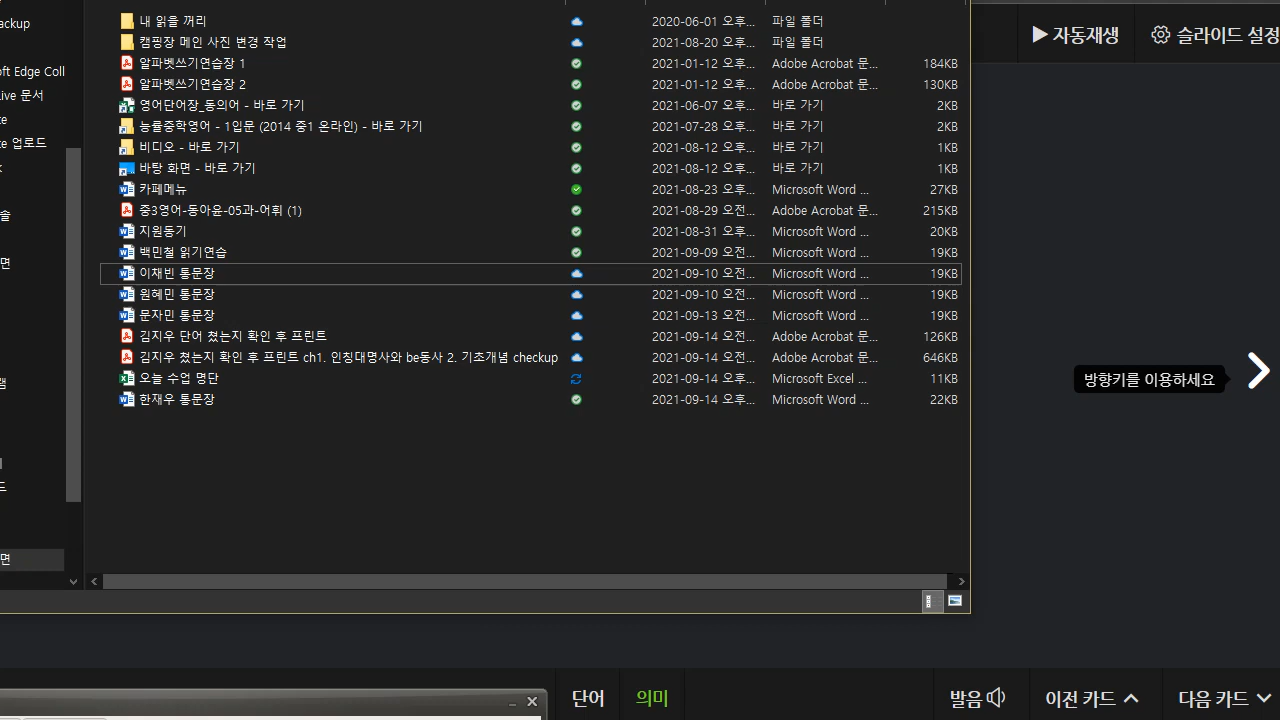 ackup
oft Edge Coll
Live 문서
te
te 업로드
솔
면
램
드
면
내 읽을 꺼리 2020-06-01 오후... 파일 폴더
캠핑장 메인 사진 변경 작업 2021-08-20 오후... 파일 폴더
알파벳쓰기연습장 1 2021-01-12 오후... Adobe Acrobat 문... 184KB
알파벳쓰기연습장 2 2021-01-12 오후... Adobe Acrobat 문... 130KB
영어단어장_동의어 - 바로 가기 2021-06-07 오후... 바로 가기 2KB
능률중학영어 - 1입문 (2014 중1 온라인) - 바로 가기 2021-07-28 오후... 바로 가기 2KB
비디오 - 바로 가기 2021-08-12 오후... 바로 가기 1KB
바탕 화면 - 바로 가기 2021-08-12 오후... 바로 가기 1KB
카페메뉴 2021-08-23 오후... Microsoft Word ... 27KB
중3영어-동아윤-05과-어휘 (1) 2021-08-29 오전... Adobe Acrobat 문... 215KB
지원동기 2021-08-31 오후... Microsoft Word ... 20KB
백민철 읽기연습 2021-09-09 오전... Microsoft Word ... 19KB
이채빈 통문장 2021-09-10 오전... Microsoft Word ... 19KB
원혜민 통문장 2021-09-10 오전... Microsoft Word ... 19KB
문자민 통문장 2021-09-13 오전... Microsoft Word ... 19KB
김지우 단어 쳤는지 확인 후 프린트 2021-09-14 오전... Adobe Acrobat 문... 126KB
김지우 쳤는지 확인 후 프린트 ch1. 인칭대명사와 be동사 2. 기초개념 checkup 2021-09-14 오전... Adobe Acrobat 문... 646KB
오늘 수업 명단 2021-09-14 오후... Microsoft Excel ... 11KB
한재우 통문장 2021-09-14 오후... Microsoft Word ... 22KB
자동재생 슬라이드 설정
방향키를 이용하세요
단어 의미 발음 이전 카드 다음 카드